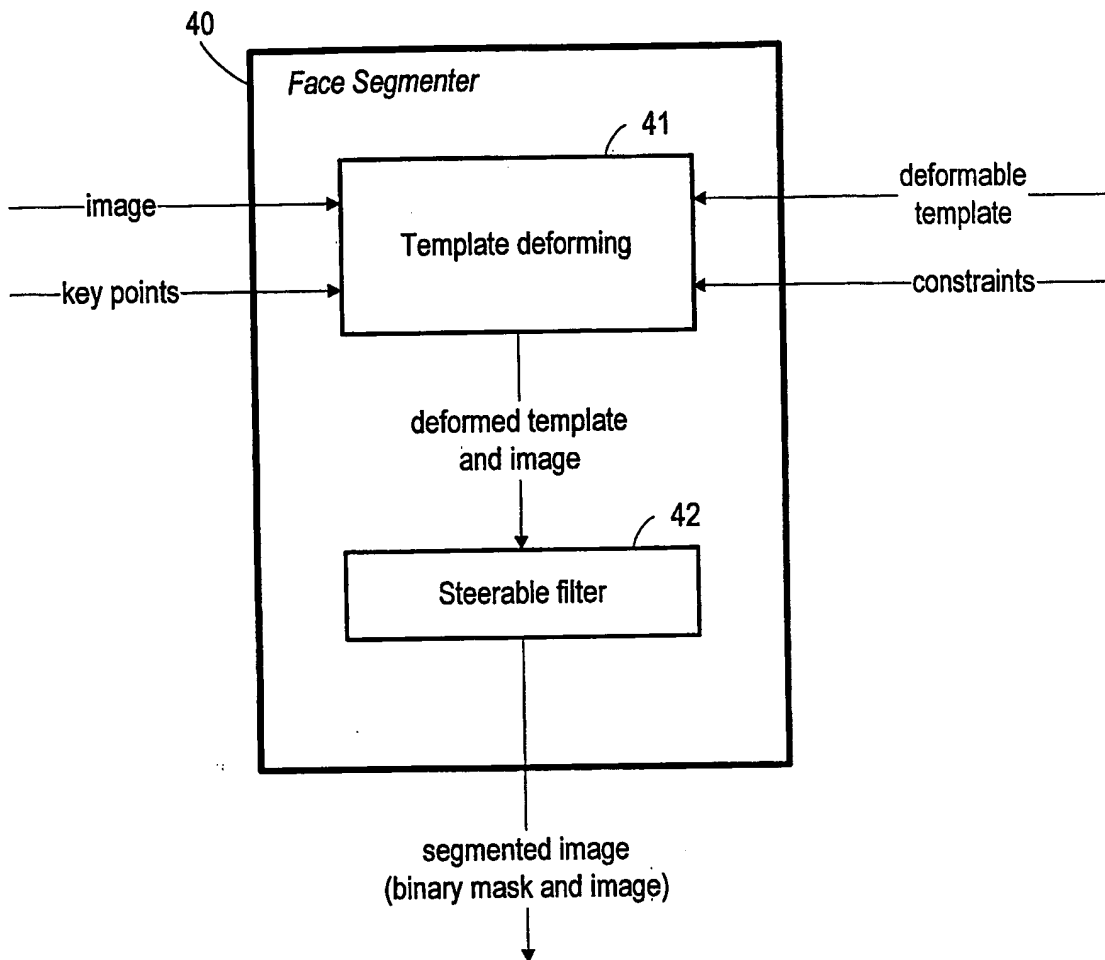 40
Face Segmenter
41
image
deformable
template
Template deforming
key points
constraints
deformed template
and image
42
Steerable filter
segmented image
(binary mask and image)